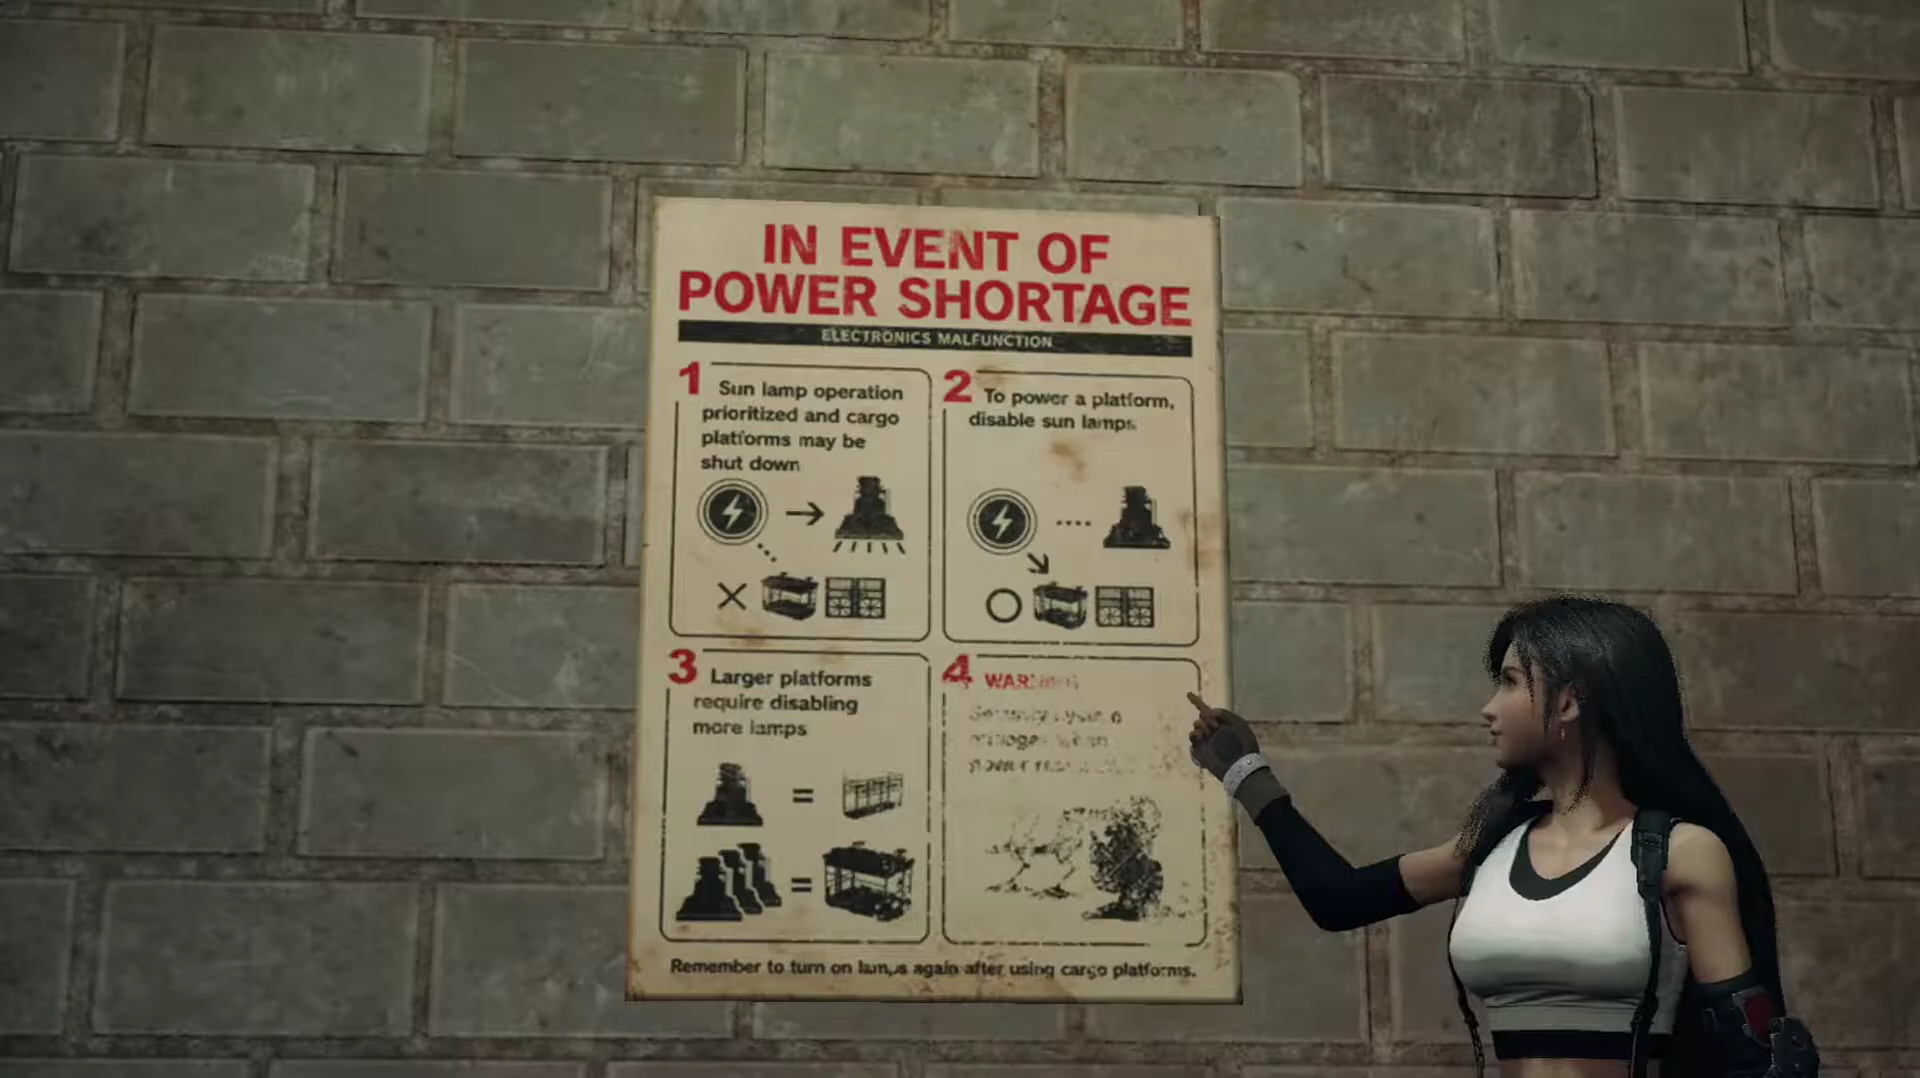 IN EVENT OF
POWER SHORTAGE
ELECTRONICS MALFUNCTION
1 Sun lamp operation
prioritized and cargo
platforms may be
shut down
2 To power a platform,
disable sun lamps
3 Larger platforms
require disabling
more lamps
=
=
4 WARNING
Remember to turn on lamps again after using cargo platforms.